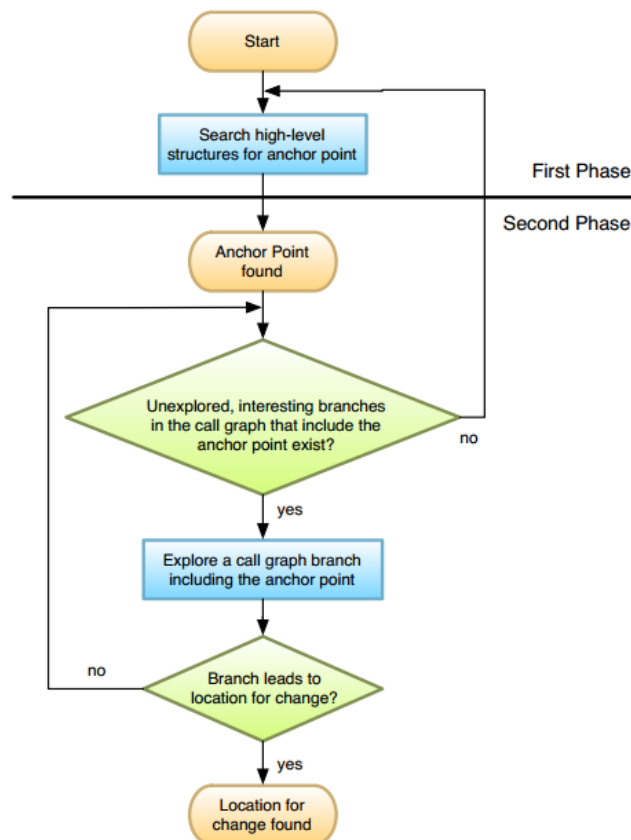 Start
Search high-level
structures for anchor point
First Phase
Second Phase
Anchor Point
found
Unexplored, interesting branches
in the call graph that include the
anchor point exist?
no
yes
Explore a call graph branch
including the anchor point
no
Branch leads to
location for change?
yes
Location for
change found